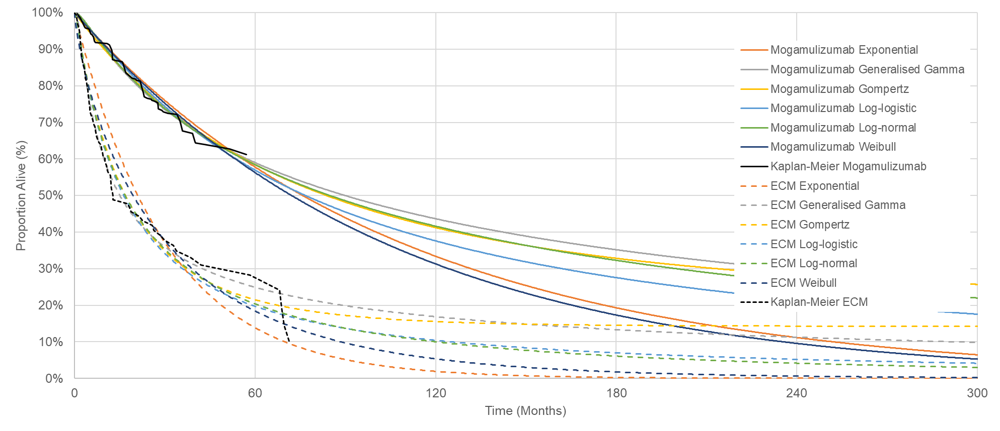 100%
90%
80%
70%
60%
50%
40%
30%
20%
10%
0%
Proportion Alive (%)
0
60
120
180
240
300
Time (Months)
Mogamulizumab Exponential
Mogamulizumab Generalised Gamma
Mogamulizumab Gompertz
Mogamulizumab Log-logistic
Mogamulizumab Log-normal
Mogamulizumab Weibull
Kaplan-Meier Mogamulizumab
ECM Exponential
ECM Generalised Gamma
ECM Gompertz
ECM Log-logistic
ECM Log-normal
ECM Weibull
Kaplan-Meier ECM